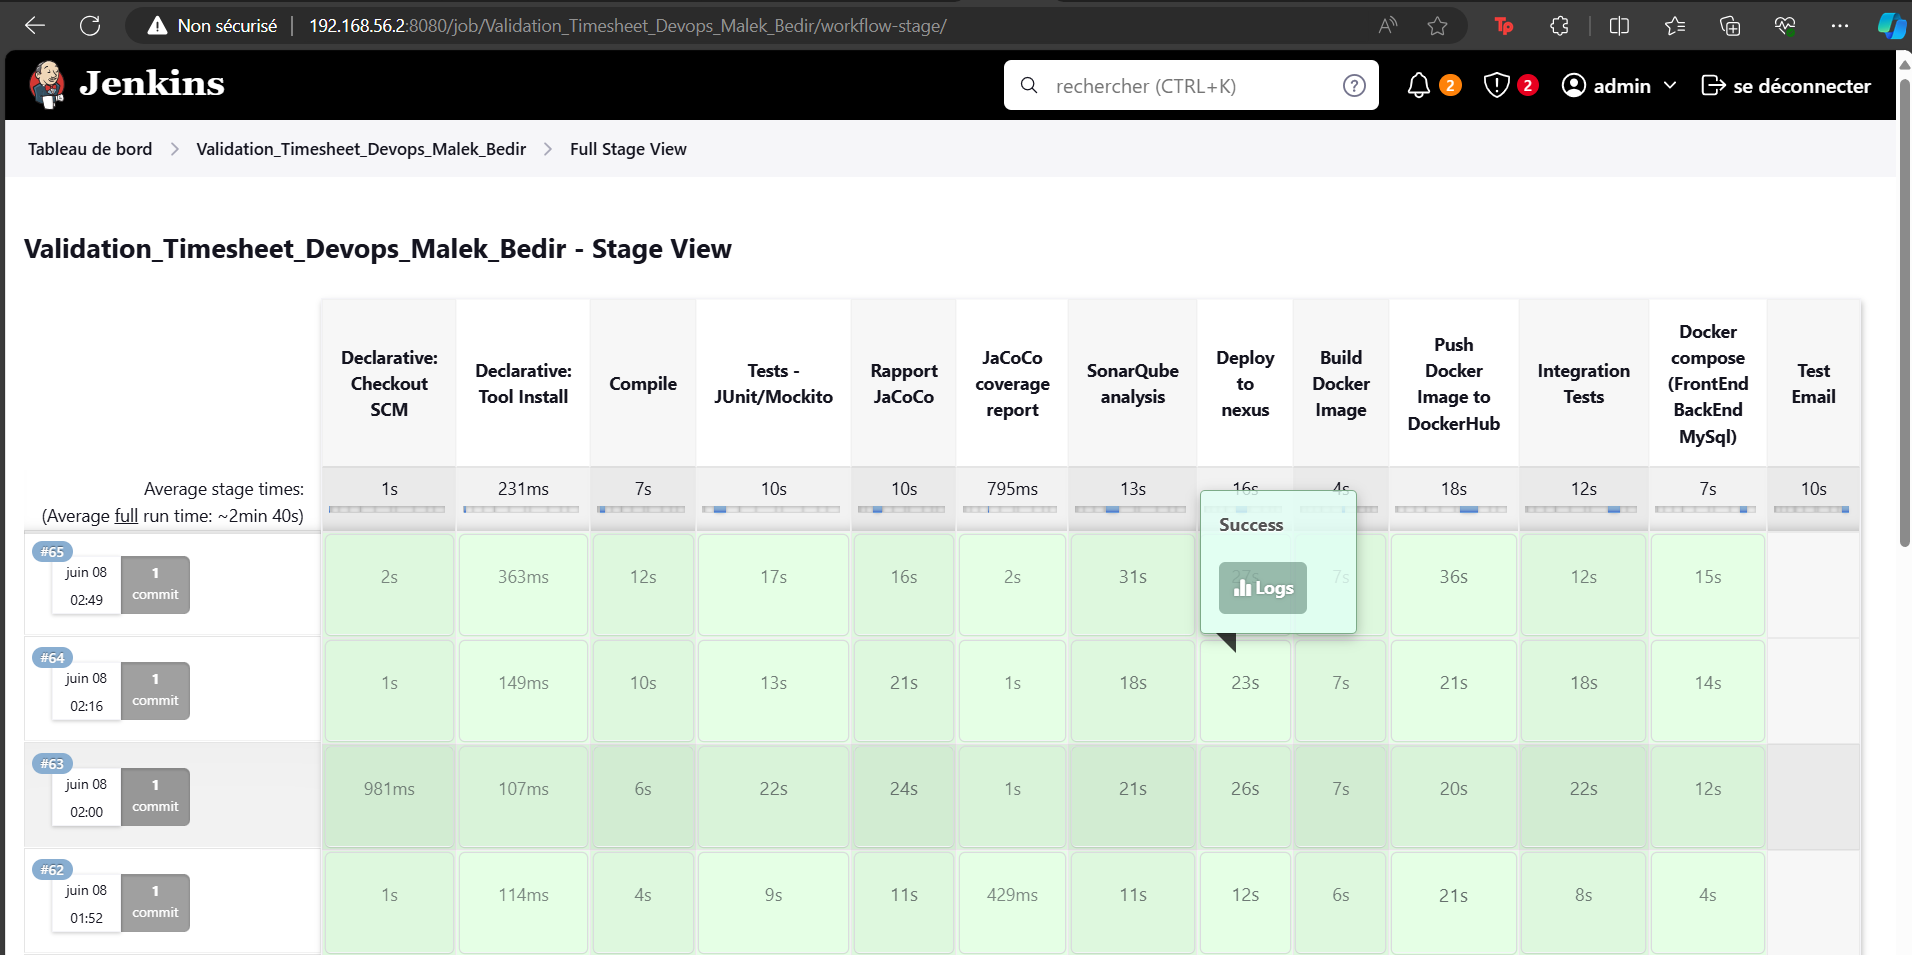 Non sécurisé
192.168.56.2:8080/job/Validation_Timesheet_Devops_Malek_Bedir/workflow-stage/
Jenkins
rechercher (CTRL+K)
2
2
admin
se déconnecter
Tableau de bord
Validation_Timesheet_Devops_Malek_Bedir
Full Stage View
Validation_Timesheet_Devops_Malek_Bedir - Stage View
Declarative: Checkout SCM
Declarative: Tool Install
Compile
Tests - JUnit/Mockito
Rapport JaCoCo
JaCoCo coverage report
SonarQube analysis
Deploy to nexus
Build Docker Image
Push Docker Image to DockerHub
Integration Tests
Docker compose (FrontEnd BackEnd MySql)
Test Email
Average stage times:
(Average full run time: ~2min 40s)
1s 231ms 7s 10s 10s 795ms 13s 16s 4s 18s 12s 7s 10s
Success
Logs
#65
juin 08
02:49
1
commit
2s 363ms 12s 17s 16s 2s 31s 27s 7s 36s 12s 15s
#64
juin 08
02:16
1
commit
1s 149ms 10s 13s 21s 1s 18s 23s 7s 21s 18s 14s
#63
juin 08
02:00
1
commit
981ms 107ms 6s 22s 24s 1s 21s 26s 7s 20s 22s 12s
#62
juin 08
01:52
1
commit
1s 114ms 4s 9s 11s 429ms 11s 12s 6s 21s 8s 4s